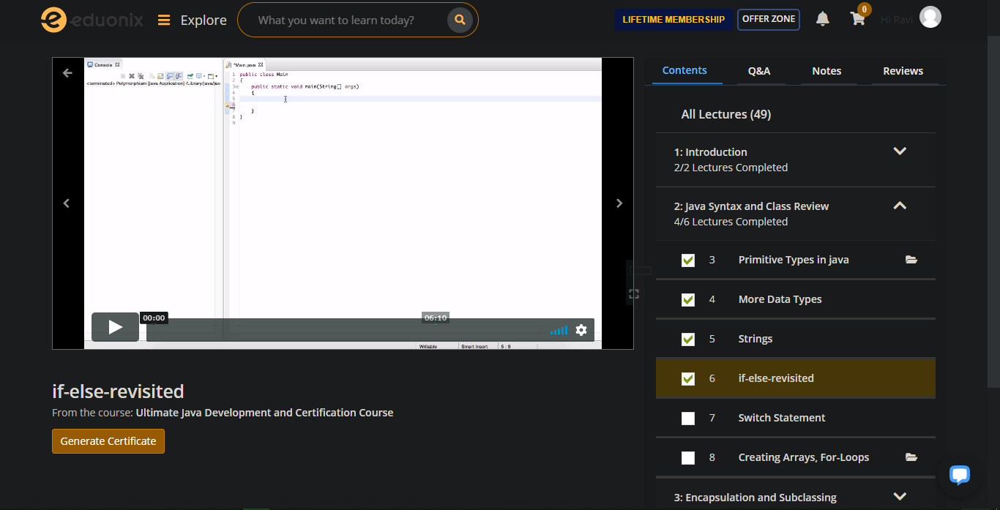 eduonix
Explore
What you want to learn today?
LIFETIME MEMBERSHIP
OFFER ZONE
0
Hi Ravi
Console
<terminated> Polymorphism [Java Application] /Library/Java/Jav
*Main.java
1 public class Main
2 {
3 public static void main(String[] args)
4 {
5
6
7 }
8 }
9
00:00
06:10
Writable
Smart Insert
5 : 9
if-else-revisited
From the course: Ultimate Java Development and Certification Course
Generate Certificate
Contents
Q&A
Notes
Reviews
All Lectures (49)
1: Introduction
2/2 Lectures Completed
2: Java Syntax and Class Review
4/6 Lectures Completed
3 Primitive Types in java
4 More Data Types
5 Strings
6 if-else-revisited
7 Switch Statement
8 Creating Arrays, For-Loops
3: Encapsulation and Subclassing